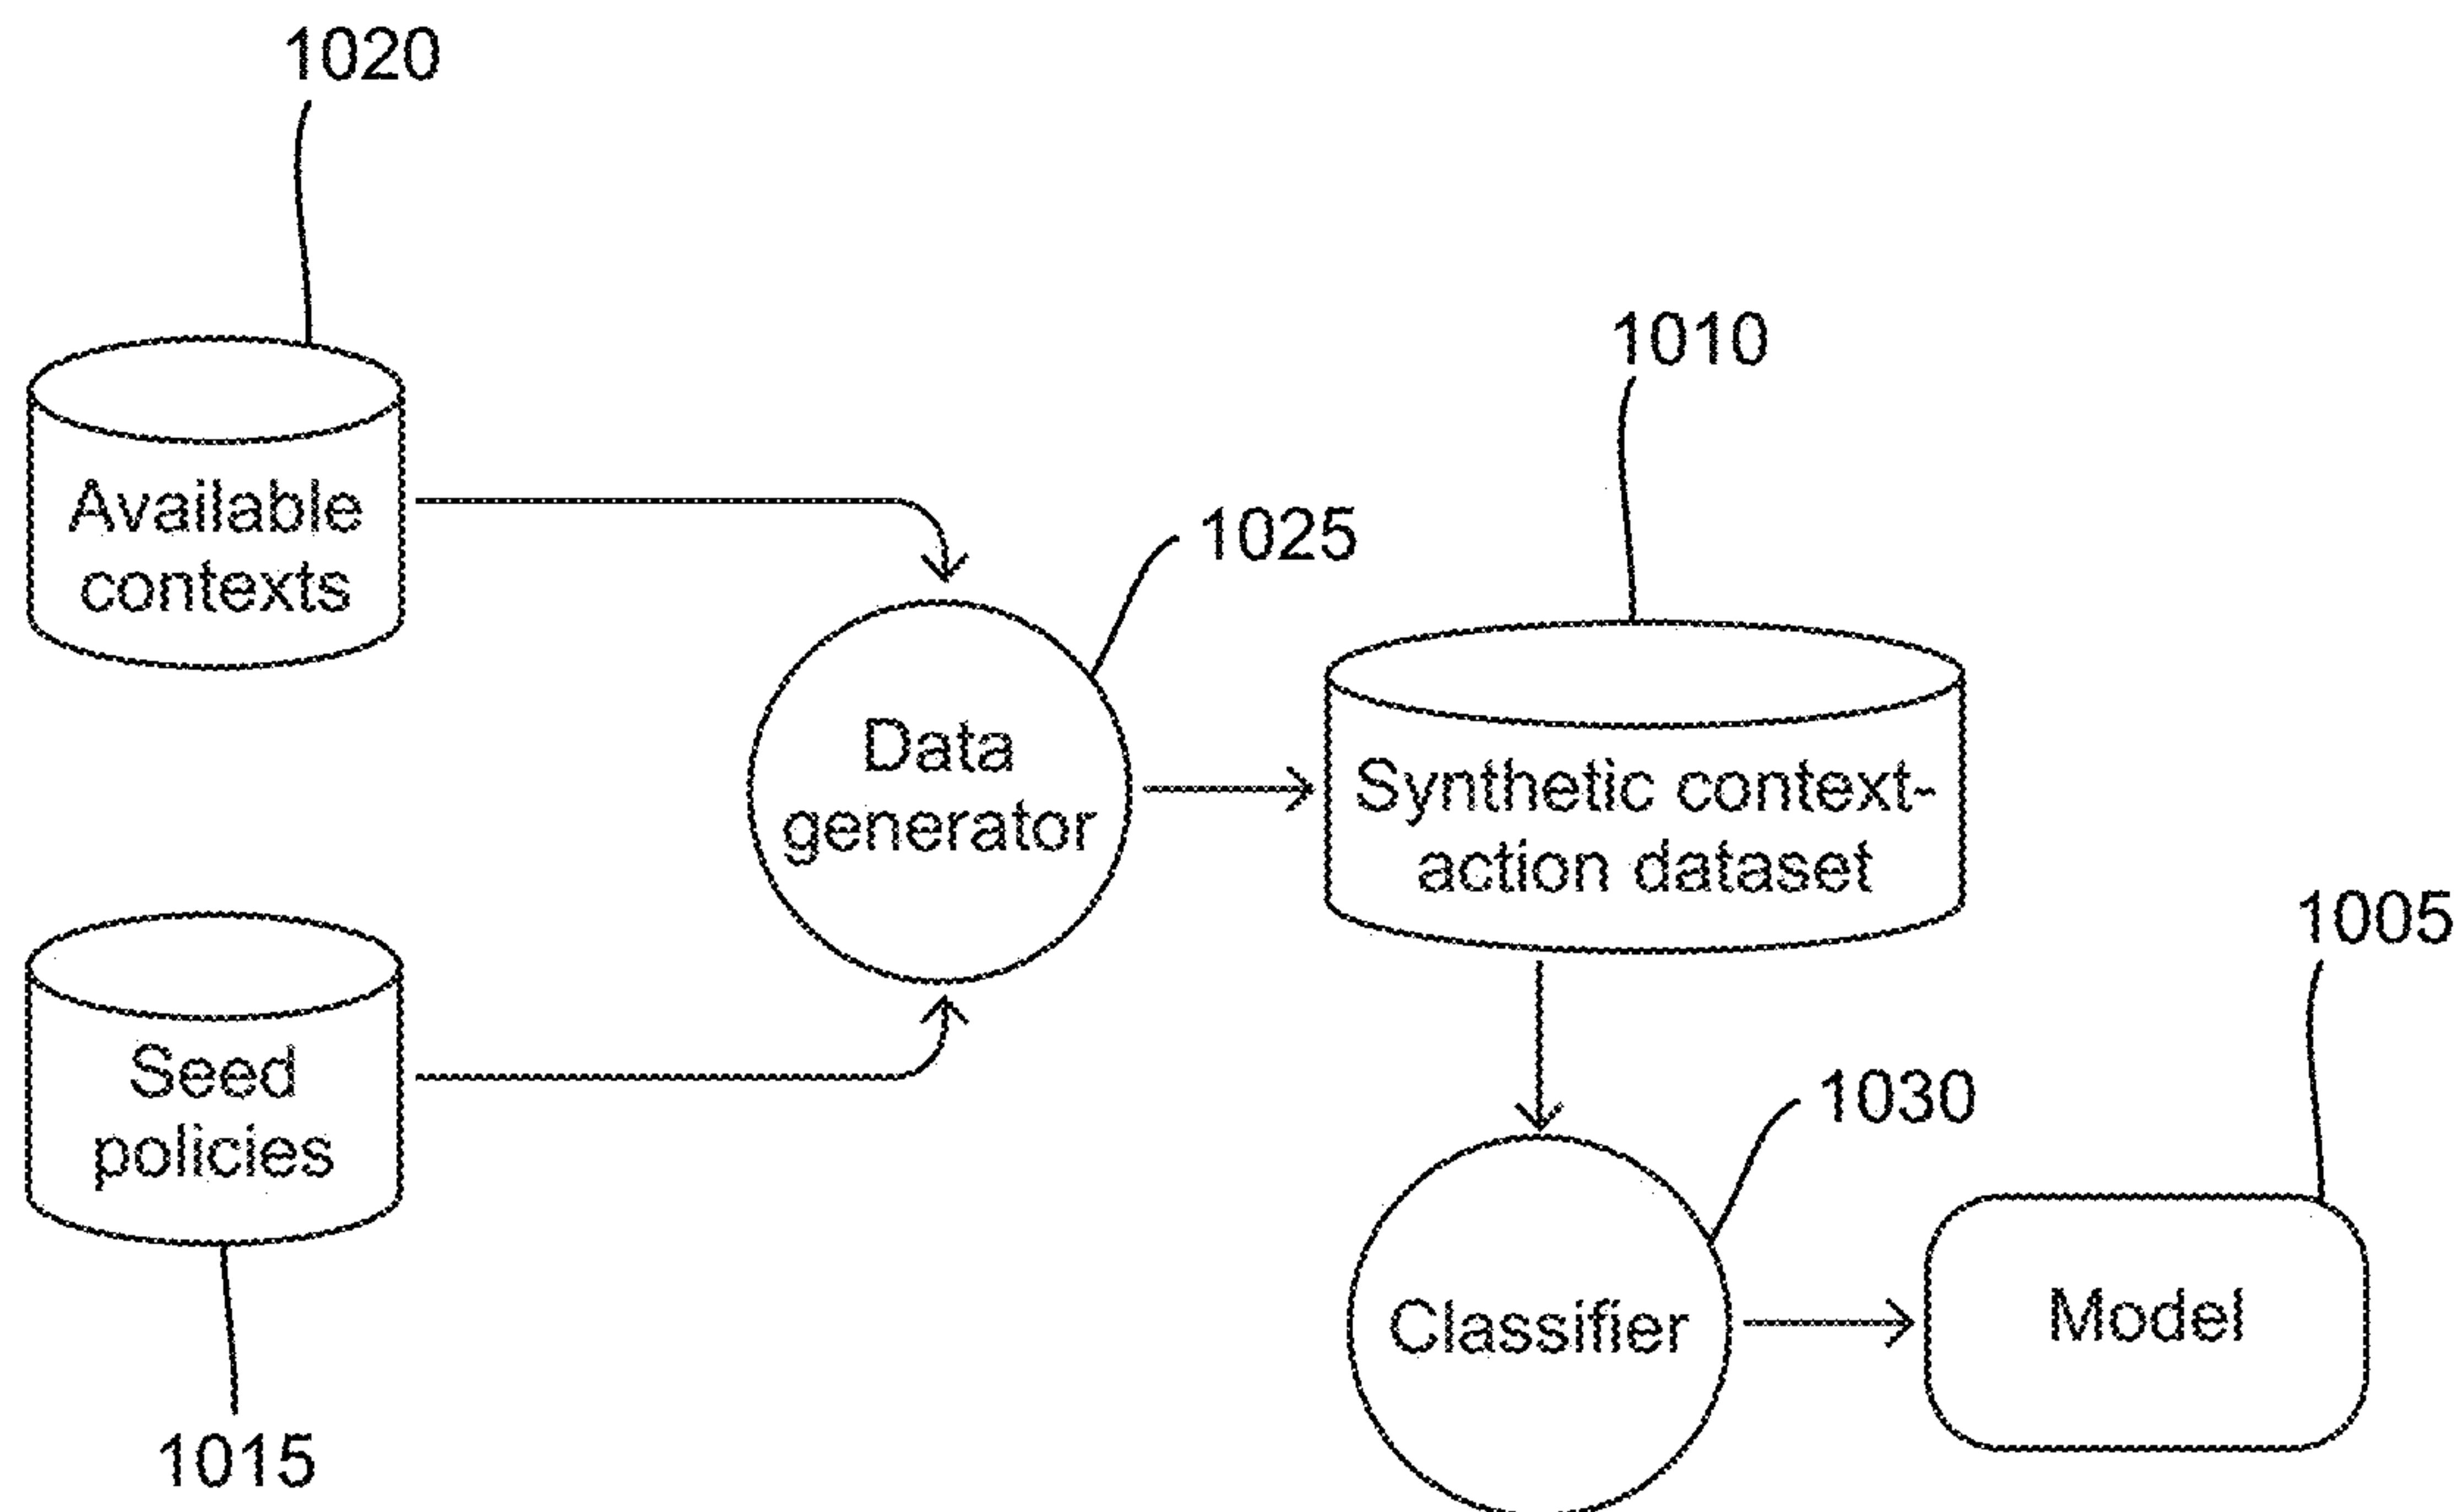 1020
1010
Available
contexts
1025
Data
generator
Synthetic context-
action dataset
1005
Seed
policies
1030
Classifier
Model
1015